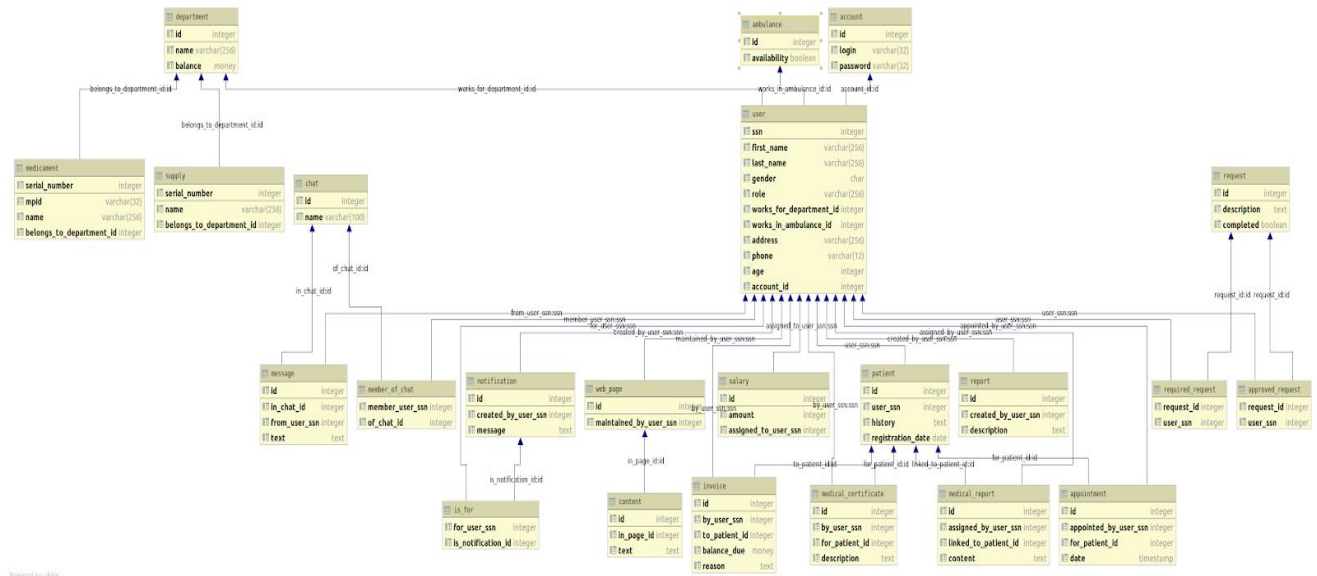 department
id integer
name varchar(256)
balance money
ambulance
id integer
availability boolean
account
id integer
login varchar(32)
password varchar(32)
belongs_to_department_id:id
works_for_department_id:id
works_in_ambulance_id:id
account_id:id
belongs_to_department_id:id
user
ssn integer
first_name varchar(256)
last_name varchar(256)
gender char
role varchar(256)
works_for_department_id integer
works_in_ambulance_id integer
address varchar(256)
phone varchar(12)
age integer
account_id integer
medicament
serial_number integer
mpid varchar(32)
name varchar(256)
belongs_to_department_id integer
supply
serial_number integer
name varchar(256)
belongs_to_department_id integer
chat
id integer
name varchar(100)
request
id integer
description text
completed boolean
of_chat_id:id
in_chat_id:id
request_id:id
request_id:id
from_user_ssn:ssn
member_user_ssn:ssn
for_user_ssn:ssn
created_by_user_ssn:ssn
maintained_by_user_ssn:ssn
assigned_to_user_ssn:ssn
user_ssn:ssn
created_by_user_ssn:ssn
assigned_by_user_ssn:ssn
appointed_by_user_ssn:ssn
user_ssn:ssn
user_ssn:ssn
message
id integer
in_chat_id integer
from_user_ssn integer
text text
member_of_chat
member_user_ssn integer
of_chat_id integer
notification
id integer
created_by_user_ssn integer
message text
web_page
id integer
maintained_by_user_ssn integer
by_user_ssn:ssn
salary
id integer
amount integer
assigned_to_user_ssn integer
by_user_ssn:ssn
patient
id integer
user_ssn integer
history text
registration_date date
report
id integer
created_by_user_ssn integer
description text
required_request
request_id integer
user_ssn integer
approved_request
request_id integer
user_ssn integer
is_notification_id:id
in_page_id:id
to_patient_id:id
for_patient_id:id
linked_to_patient_id:id
for_patient_id:id
is_for
for_user_ssn integer
is_notification_id integer
content
id integer
in_page_id integer
text text
invoice
id integer
by_user_ssn integer
to_patient_id integer
balance_due money
reason text
medical_certificate
id integer
by_user_ssn integer
for_patient_id integer
description text
medical_report
id integer
assigned_by_user_ssn integer
linked_to_patient_id integer
content text
appointment
id integer
appointed_by_user_ssn integer
for_patient_id integer
date timestamp
Powered by yFiles